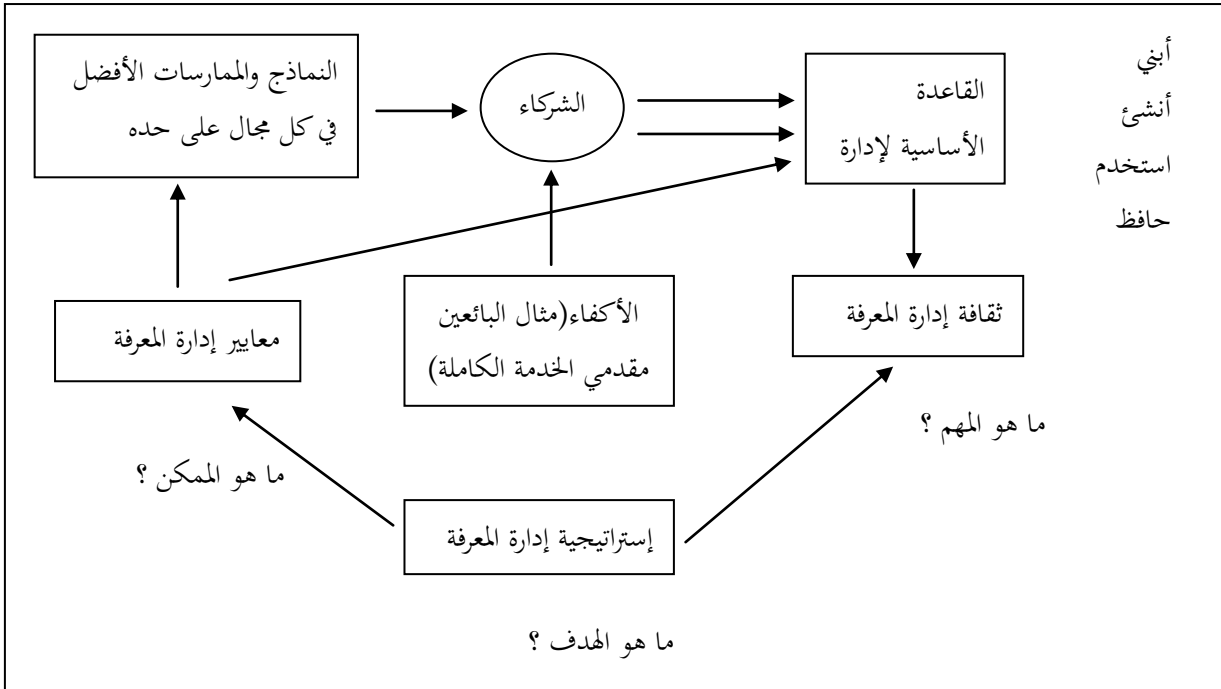 أبني
أنشئ
استخدم
حافظ
القاعدة
الأساسية لإدارة
الشركاء
النماذج والممارسات الأفضل
في كل مجال على حده
ثقافة إدارة المعرفة
الأكفاء(مثال البائعين
مقدمي الخدمة الكاملة)
معايير إدارة المعرفة
ما هو المهم ؟
ما هو الممكن ؟
إستراتيجية إدارة المعرفة
ما هو الهدف ؟